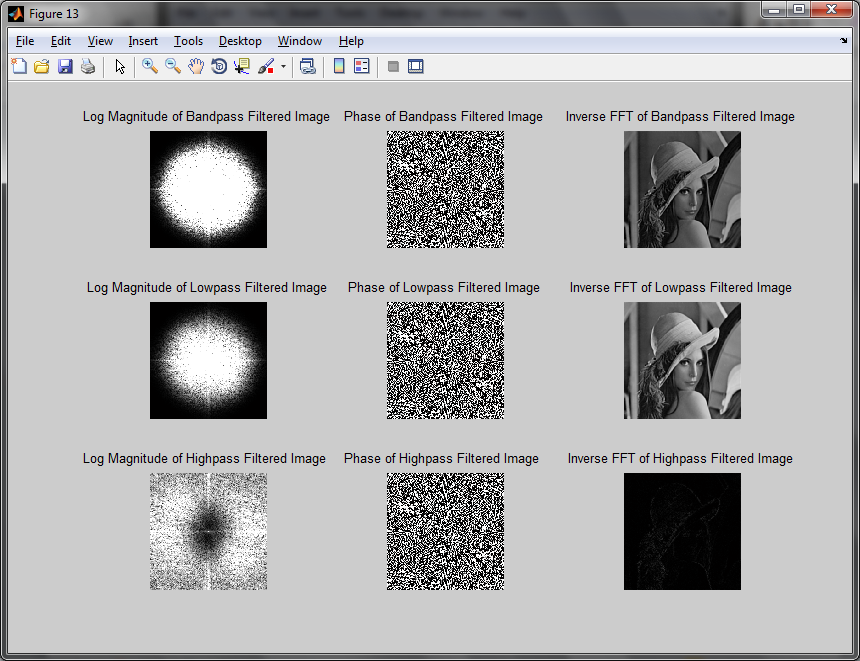 Figure 13
File Edit View Insert Tools Desktop Window Help
Log Magnitude of Bandpass Filtered Image Phase of Bandpass Filtered Image Inverse FFT of Bandpass Filtered Image
Log Magnitude of Lowpass Filtered Image Phase of Lowpass Filtered Image Inverse FFT of Lowpass Filtered Image
Log Magnitude of Highpass Filtered Image Phase of Highpass Filtered Image Inverse FFT of Highpass Filtered Image